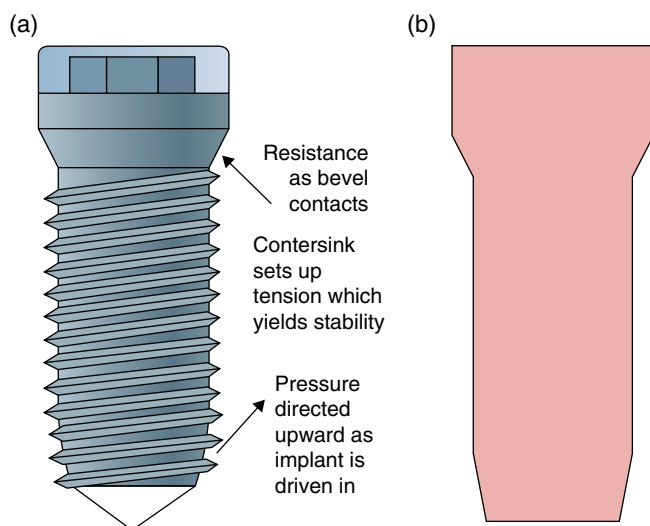 (a)
(b)
Resistance
as bevel
contacts
Contersink
sets up
tension which
yields stability
Pressure
directed
upward as
implant is
driven in